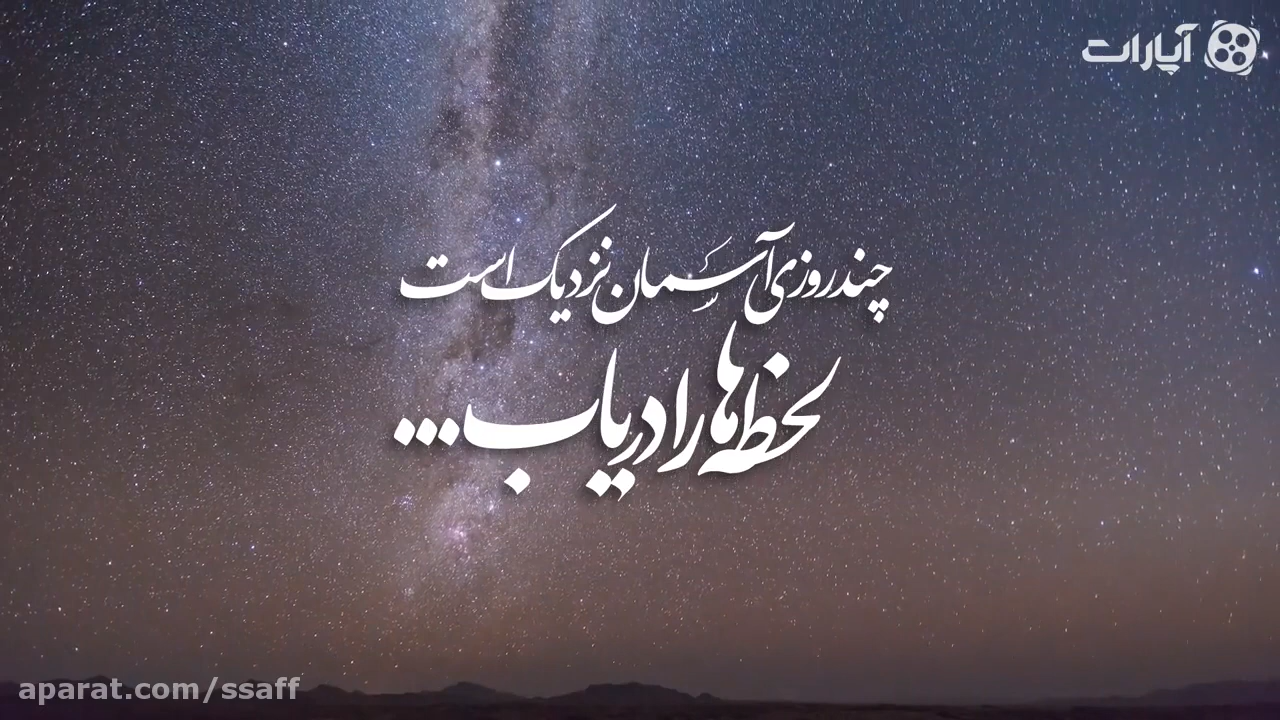 آپارات
چند روزی آسمان نزدیک است
لحظه‌ها را دریاب...
aparat.com/ssaff